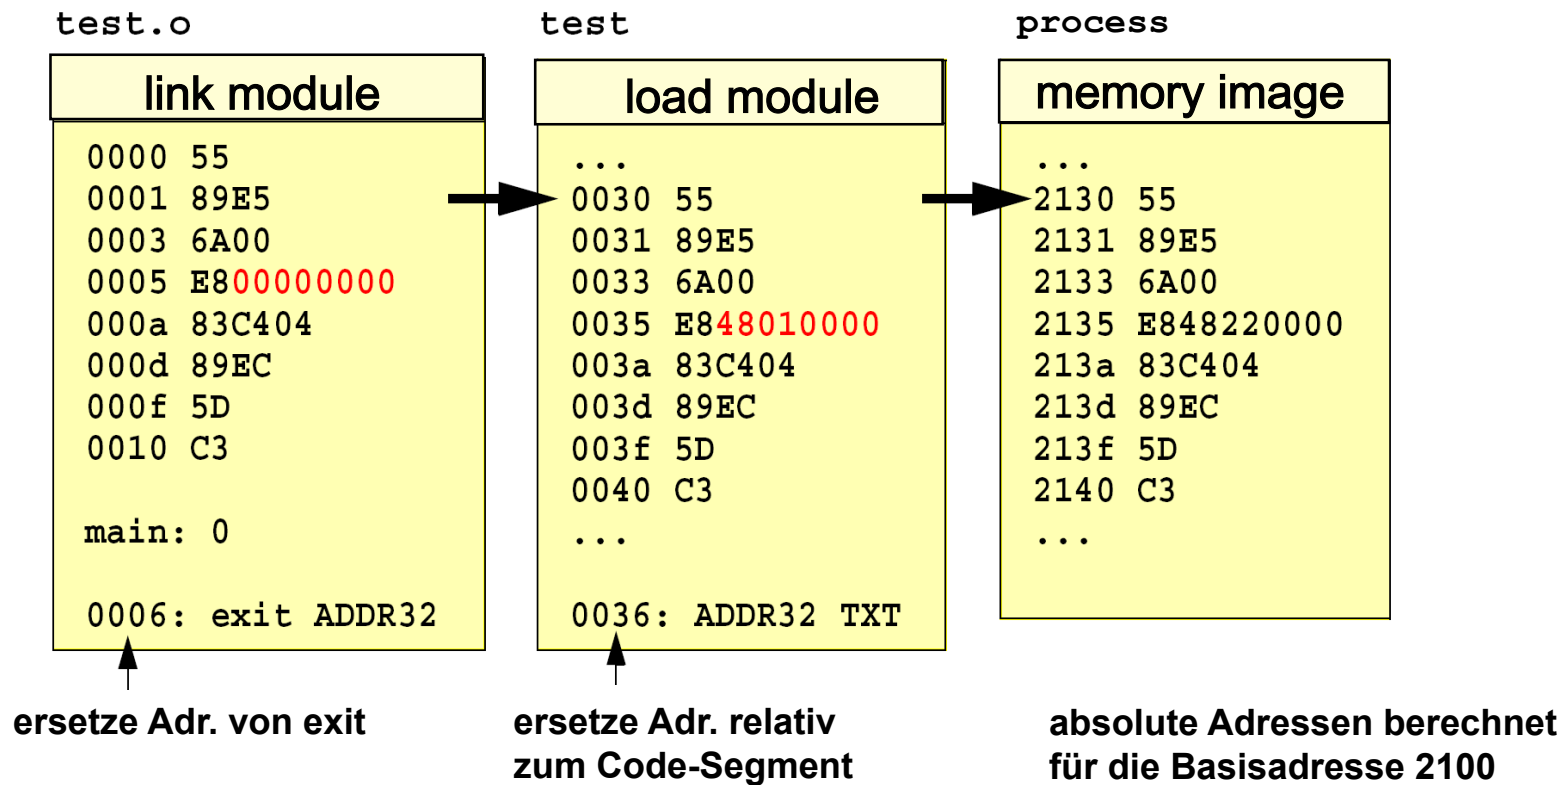 test.o
link module
0000 55
0001 89E5
0003 6A00
0005 E800000000
000a 83C404
000d 89EC
000f 5D
0010 C3
main: 0
0006: exit ADDR32
ersetze Adr. von exit
test
load module
...
0030 55
0031 89E5
0033 6A00
0035 E848010000
003a 83C404
003d 89EC
003f 5D
0040 C3
...
0036: ADDR32 TXT
ersetze Adr. relativ
zum Code-Segment
process
memory image
...
2130 55
2131 89E5
2133 6A00
2135 E848220000
213a 83C404
213d 89EC
213f 5D
2140 C3
...
absolute Adressen berechnet
für die Basisadresse 2100